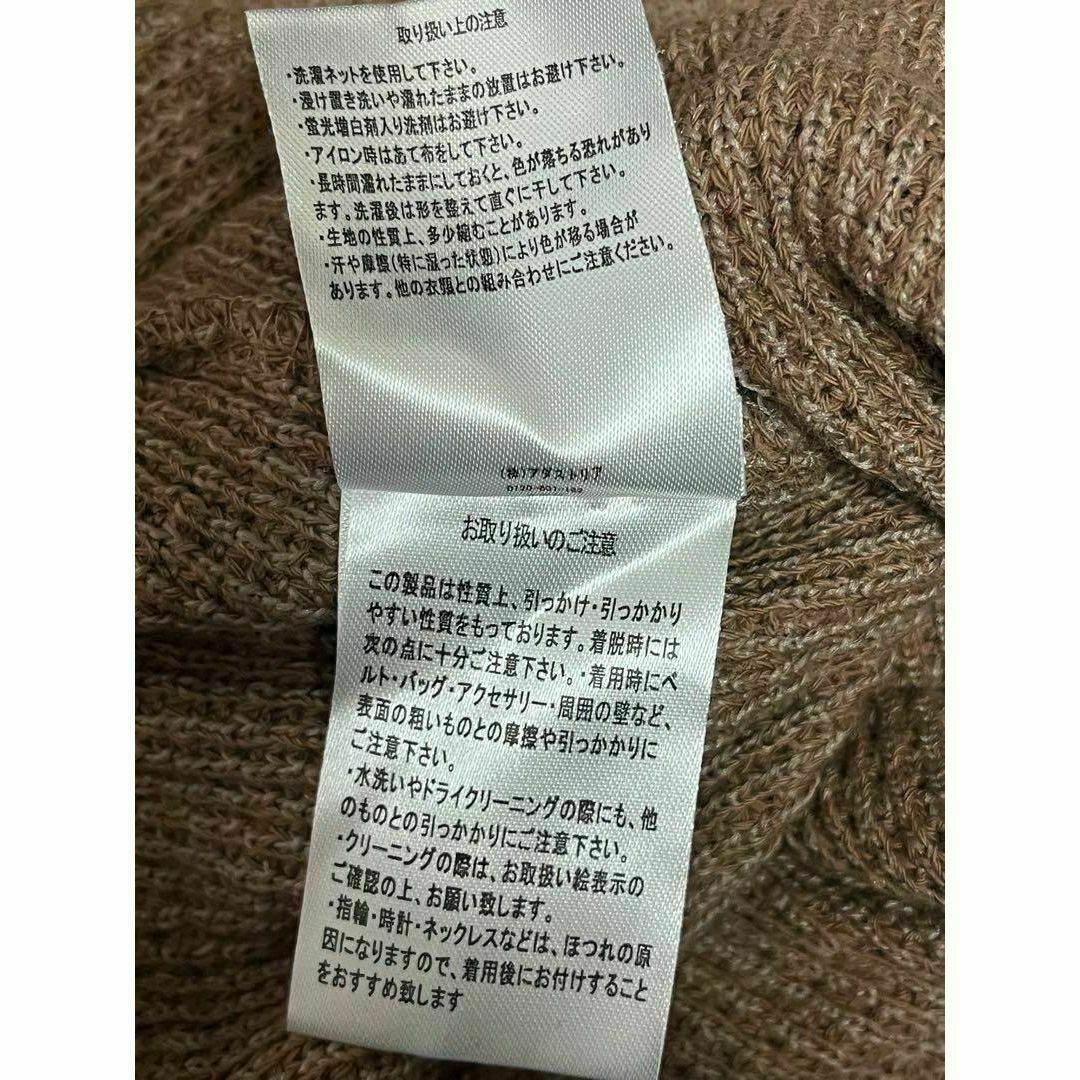 取り扱い上の注意
・洗濯ネットを使用して下さい。
・浸け置き洗いや濡れたままの放置はお避け下さい。
・蛍光増白剤入り洗剤はお避け下さい。
・アイロン時はあて布をして下さい。
・長時間濡れたままにしておくと、色が落ちる恐れがあり
ます。洗濯後は形を整えて直ぐに干して下さい。
・生地の性質上、多少縮むことがあります。
・汗や摩擦(特に湿った状態)により色が移る場合が
あります。他の衣類との組み合わせにご注意ください。
(株)アダストリア
お取り扱いのご注意
この製品は性質上、引っかけ・引っかかり
やすい性質をもっております。着脱時には
次の点に十分ご注意下さい。・着用時にベ
ルト・バッグ・アクセサリー・周囲の壁など、
表面の粗いものとの摩擦や引っかかりに
ご注意下さい。
・水洗いやドライクリーニングの際にも、他
のものとの引っかかりにご注意下さい。
・クリーニングの際は、お取扱い絵表示の
ご確認の上、お願い致します。
・指輪・時計・ネックレスなどは、ほつれの原
因になりますので、着用後にお付けすること
をおすすめ致します